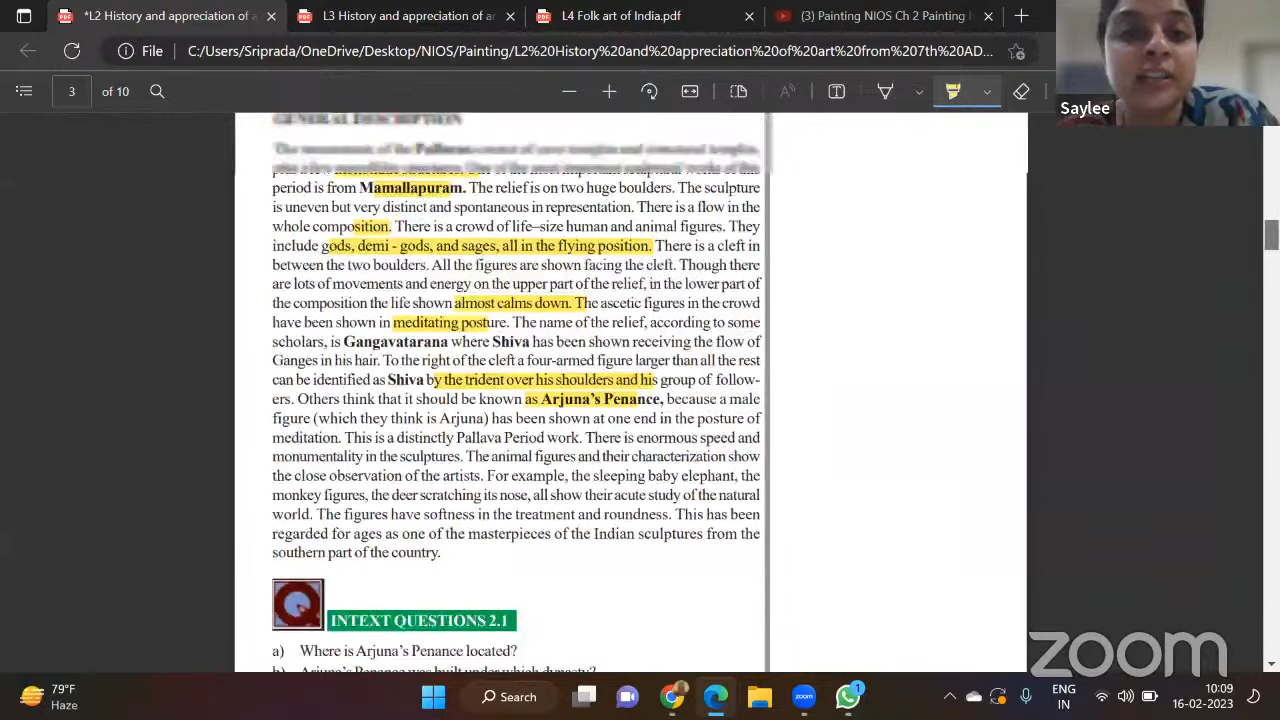 *L2 History and appreciation of a
L3 History and appreciation of ar
L4 Folk art of India.pdf
(3) Painting NIOS Ch 2 Painting I
File
C:/Users/Sriprada/OneDrive/Desktop/NIOS/Painting/L2%20History%20and%20appreciation%20of%20art%20from%207th%20AD...
3 of 10
Saylee
GENERAL DESCRIPTION
period is from Mamallapuram. The relief is on two huge boulders. The sculpture
is uneven but very distinct and spontaneous in representation. There is a flow in the
whole composition. There is a crowd of life–size human and animal figures. They
include gods, demi - gods, and sages, all in the flying position. There is a cleft in
between the two boulders. All the figures are shown facing the cleft. Though there
are lots of movements and energy on the upper part of the relief, in the lower part of
the composition the life shown almost calms down. The ascetic figures in the crowd
have been shown in meditating posture. The name of the relief, according to some
scholars, is Gangavatarana where Shiva has been shown receiving the flow of
Ganges in his hair. To the right of the cleft a four-armed figure larger than all the rest
can be identified as Shiva by the trident over his shoulders and his group of follow-
ers. Others think that it should be known as Arjuna's Penance, because a male
figure (which they think is Arjuna) has been shown at one end in the posture of
meditation. This is a distinctly Pallava Period work. There is enormous speed and
monumentality in the sculptures. The animal figures and their characterization show
the close observation of the artists. For example, the sleeping baby elephant, the
monkey figures, the deer scratching its nose, all show their acute study of the natural
world. The figures have softness in the treatment and roundness. This has been
regarded for ages as one of the masterpieces of the Indian sculptures from the
southern part of the country.
INTEXT QUESTIONS 2.1
a) Where is Arjuna's Penance located?
b) Arjuna's Penance was built under which dynasty?
zoom
79°F
Haze
Search
zoom
1
ENG
IN
10:09
16-02-2023